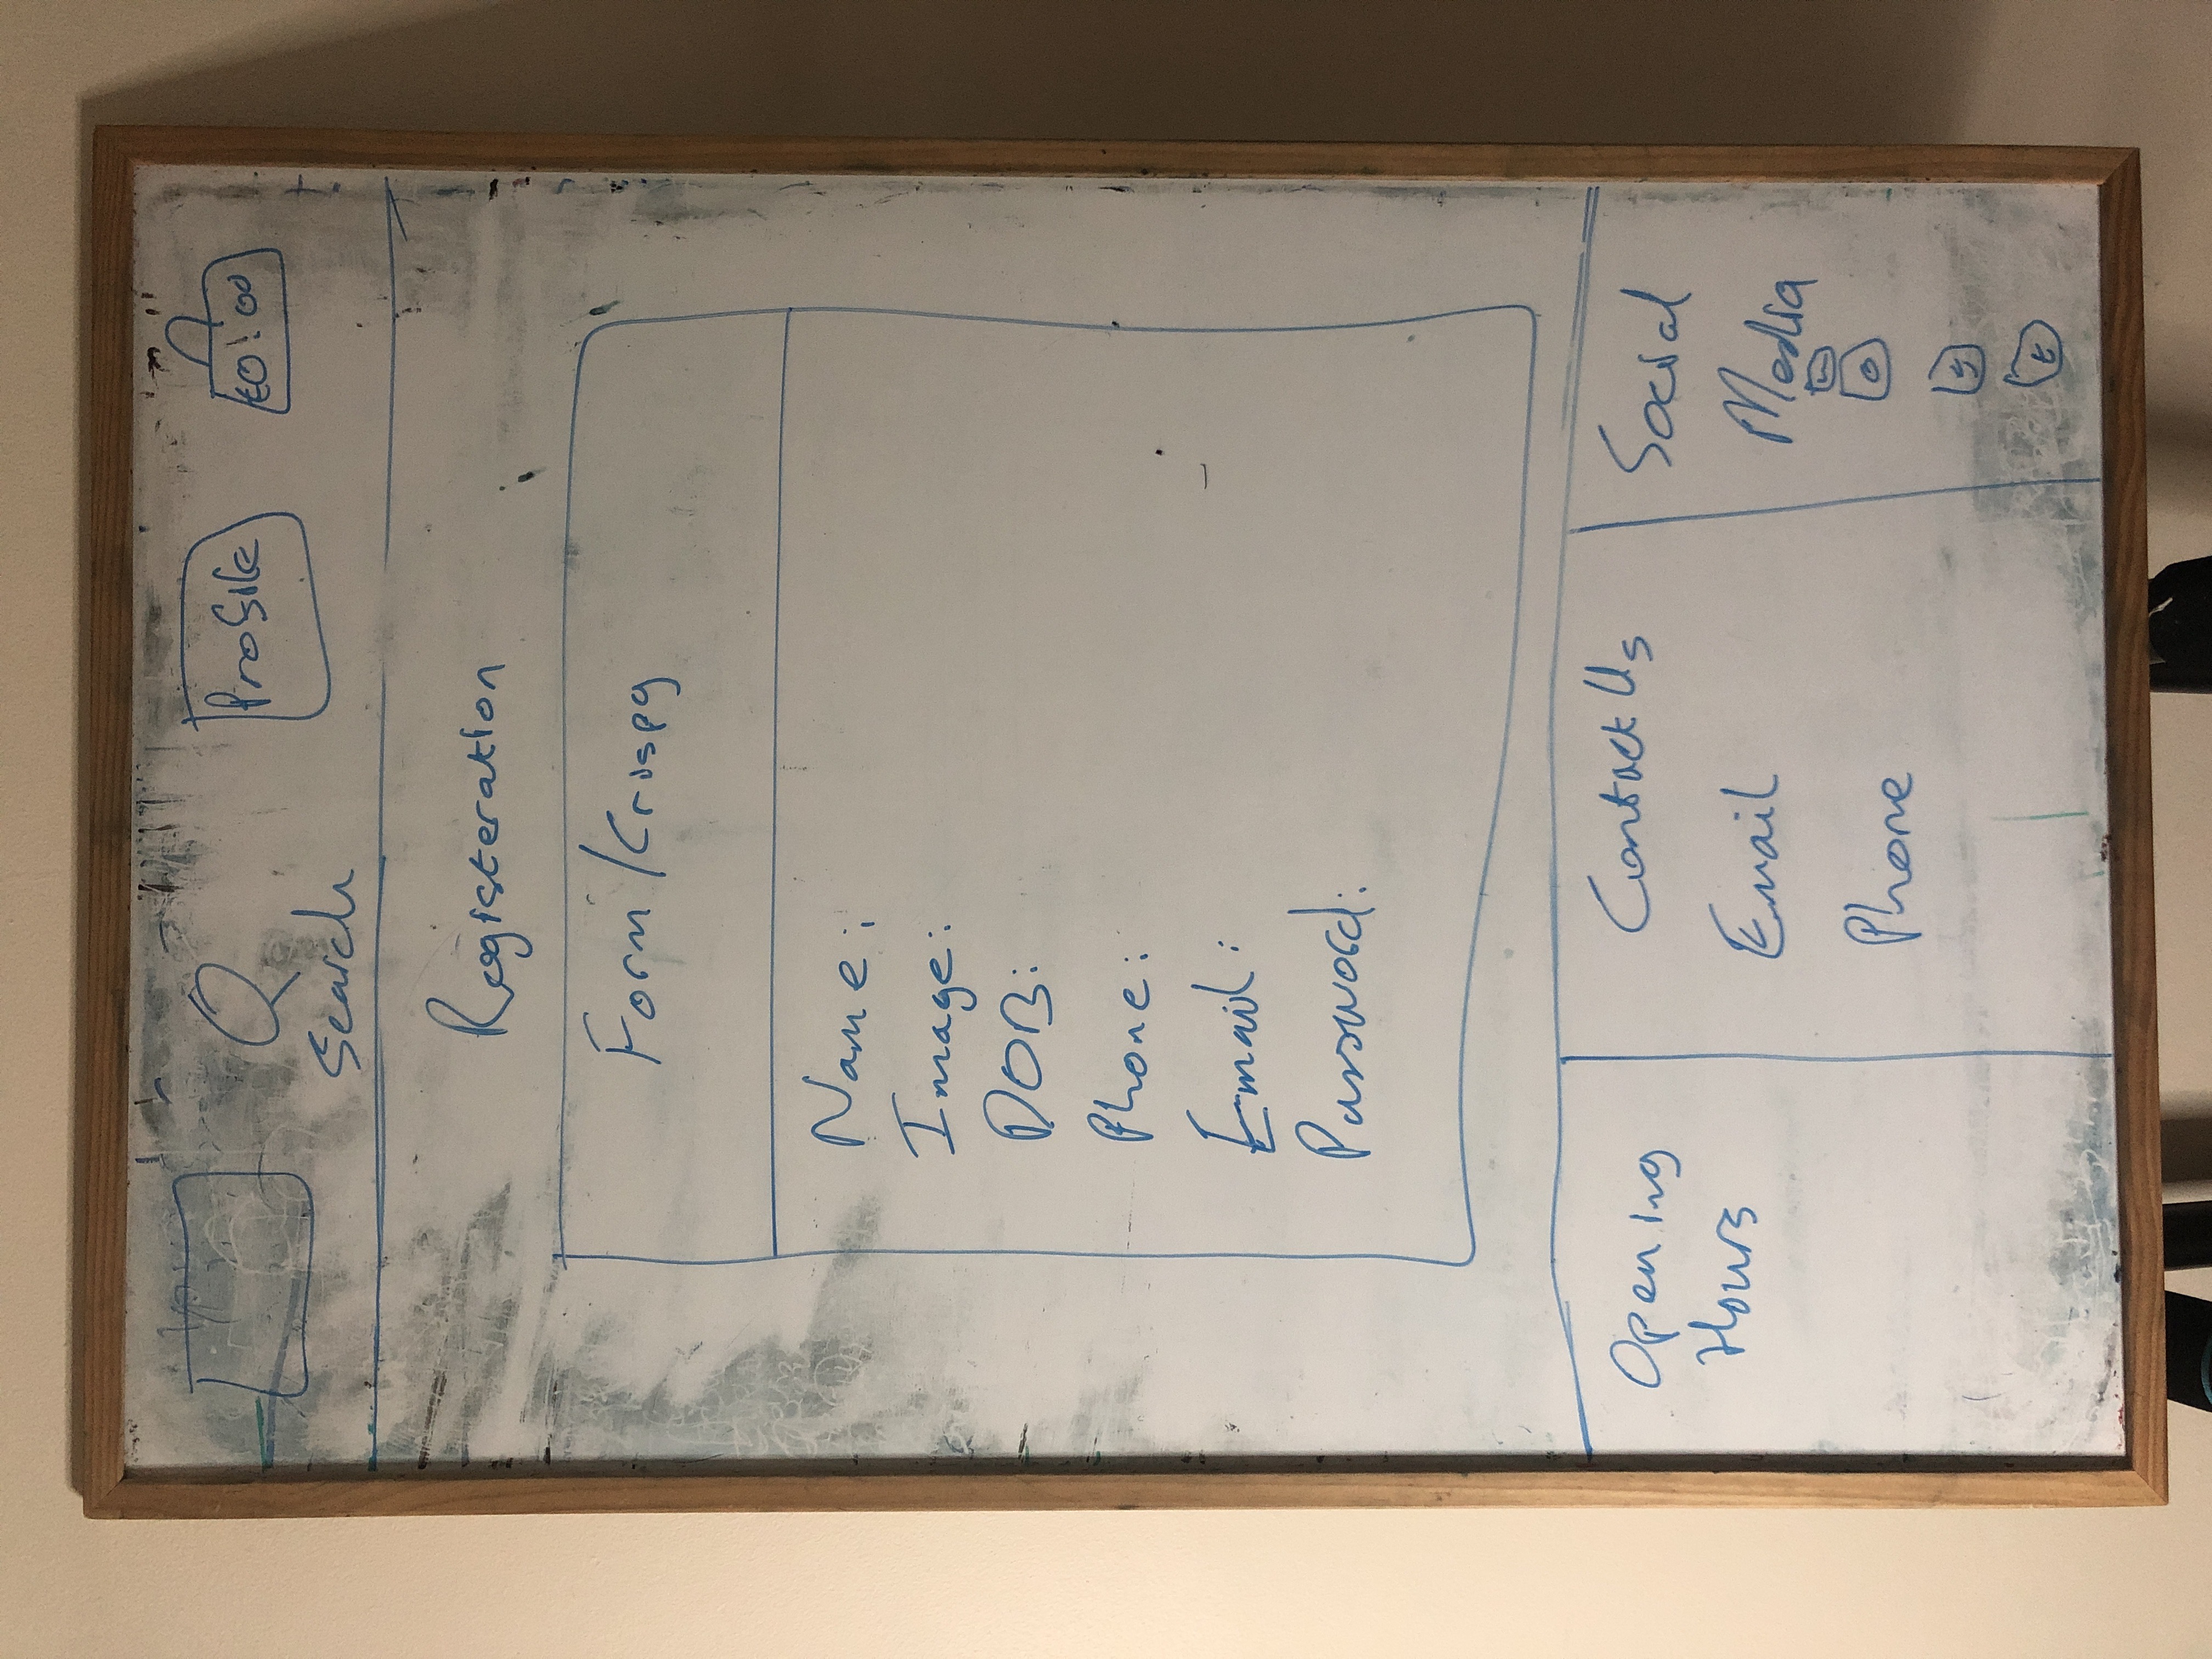 Profile
€0.00
Search
Registeration
Form/Crispy
Name:
Image:
DOB:
Phone:
Email:
Password:
Opening
Hours
Contact Us
Email
Phone
Social
Media
f
t